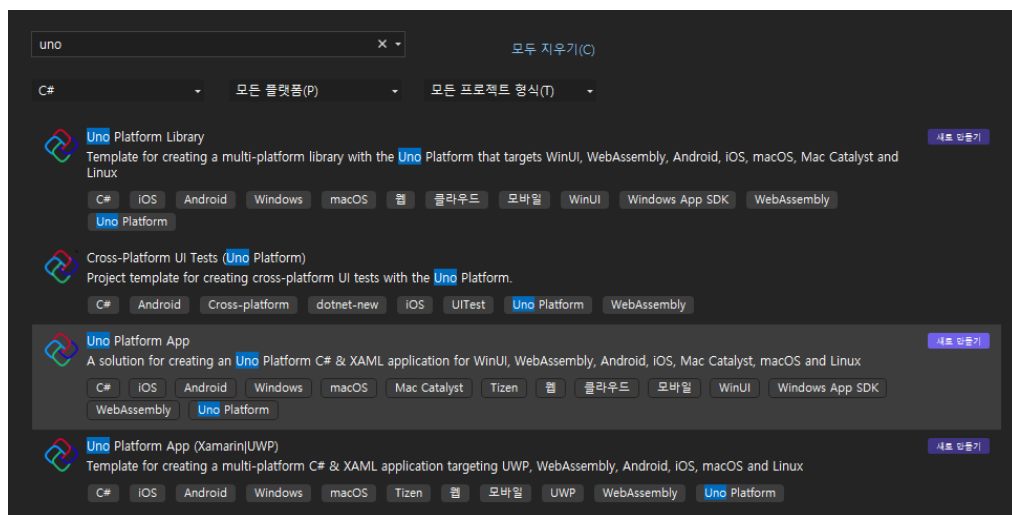 uno
모두 지우기(C)
C# 모든 플랫폼(P) 모든 프로젝트 형식(T)
Uno Platform Library 새로 만들기
Template for creating a multi-platform library with the Uno Platform that targets WinUI, WebAssembly, Android, iOS, macOS, Mac Catalyst and
Linux
C# iOS Android Windows macOS 웹 클라우드 모바일 WinUI Windows App SDK WebAssembly
Uno Platform
Cross-Platform UI Tests (Uno Platform)
Project template for creating cross-platform UI tests with the Uno Platform.
C# Android Cross-platform dotnet-new iOS UITest Uno Platform WebAssembly
Uno Platform App 새로 만들기
A solution for creating an Uno Platform C# & XAML application for WinUI, WebAssembly, Android, iOS, Mac Catalyst, macOS and Linux
C# iOS Android Windows macOS Mac Catalyst Tizen 웹 클라우드 모바일 WinUI Windows App SDK
WebAssembly Uno Platform
Uno Platform App (Xamarin|UWP) 새로 만들기
Template for creating a multi-platform C# & XAML application targeting UWP, WebAssembly, Android, iOS, macOS and Linux
C# iOS Android Windows macOS Tizen 웹 모바일 UWP WebAssembly Uno Platform